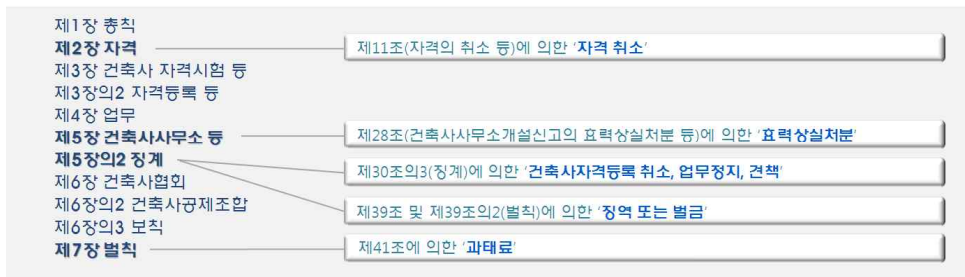 제1장 총칙
제2장 자격
제11조(자격의 취소 등)에 의한 '자격 취소'
제3장 건축사 자격시험 등
제3장의2 자격등록 등
제4장 업무
제5장 건축사사무소 등
제28조(건축사사무소개설신고의 효력상실처분 등)에 의한 '효력상실처분'
제5장의2 징계
제30조의3(징계)에 의한 '건축사자격등록 취소, 업무정지, 견책'
제6장 건축사협회
제6장의2 건축사공제조합
제39조 및 제39조의2(벌칙)에 의한 '징역 또는 벌금'
제6장의3 보칙
제7장 벌칙
제41조에 의한 '과태료'